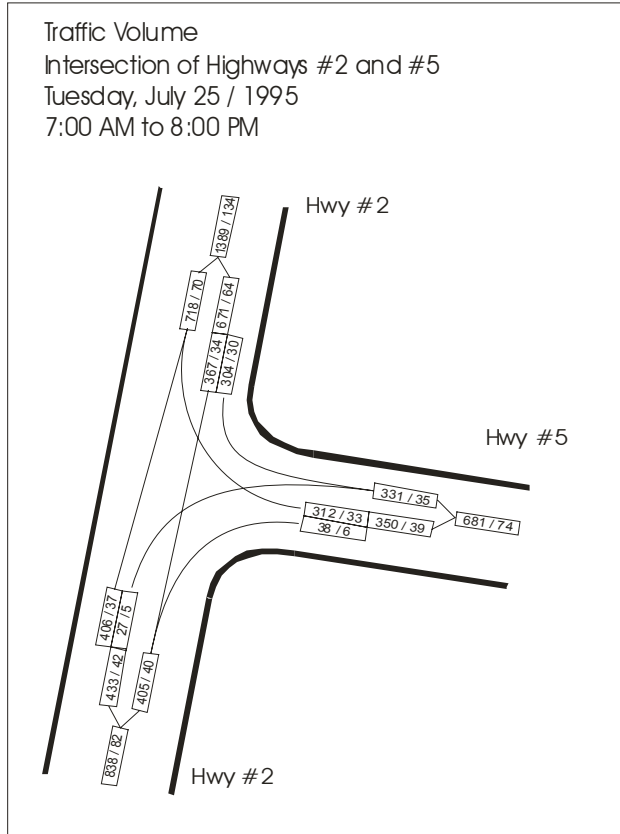 Traffic Volume
Intersection of Highways #2 and #5
Tuesday, July 25 / 1995
7:00 AM to 8:00 PM
Hwy #2
1389 / 134
718 / 70
671 / 64
367 / 34
304 / 30
Hwy #5
331 / 35
312 / 33
350 / 39
681 / 74
38 / 6
406 / 37
27 / 5
433 / 42
405 / 40
838 / 82
Hwy #2